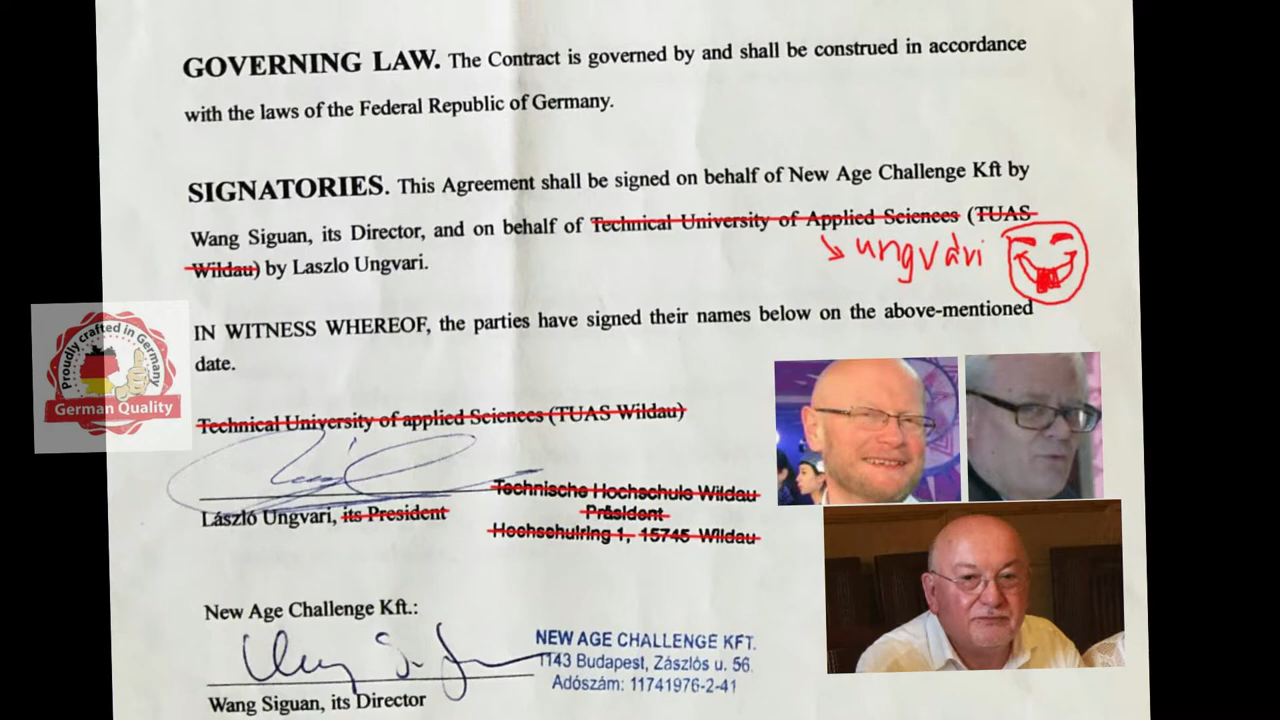 GOVERNING LAW. The Contract is governed by and shall be construed in accordance
with the laws of the Federal Republic of Germany.
SIGNATORIES. This Agreement shall be signed on behalf of New Age Challenge Kft by
Wang Siguan, its Director, and on behalf of Technical University of Applied Sciences (TUAS
Wildau) by Laszlo Ungvari.
ungvári
IN WITNESS WHEREOF, the parties have signed their names below on the above-mentioned
date.
Proudly crafted in Germany
German Quality
Technical University of applied Sciences (TUAS Wildau)
László Ungvari, its President
Technische Hochschule Wildau
Präsident
Hochschulring 1, 15745 Wildau
New Age Challenge Kft.:
NEW AGE CHALLENGE KFT.
1143 Budapest, Zászlós u. 56.
Adószám: 11741976-2-41
Wang Siguan, its Director